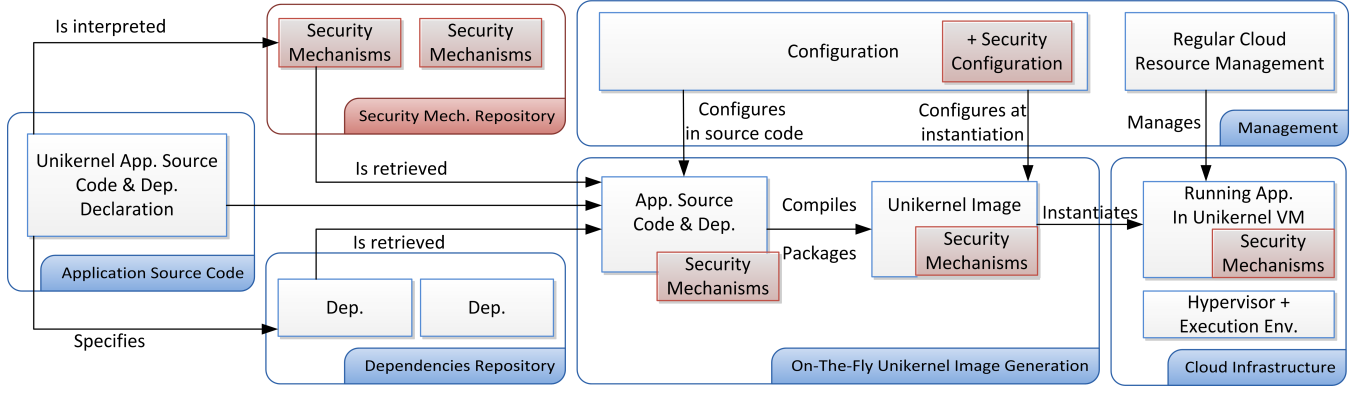 Is interpreted
Security
Mechanisms
Security
Mechanisms
Security Mech. Repository
Configuration
+ Security
Configuration
Regular Cloud
Resource Management
Management
Configures
in source code
Configures at
instantiation
Manages
Unikernel App. Source
Code & Dep.
Declaration
Application Source Code
Is retrieved
Is retrieved
Specifies
Dep.
Dep.
Dependencies Repository
App. Source
Code & Dep.
Security
Mechanisms
Compiles
Packages
Unikernel Image
Security
Mechanisms
On-The-Fly Unikernel Image Generation
Instantiates
Running App.
In Unikernel VM
Security
Mechanisms
Hypervisor +
Execution Env.
Cloud Infrastructure